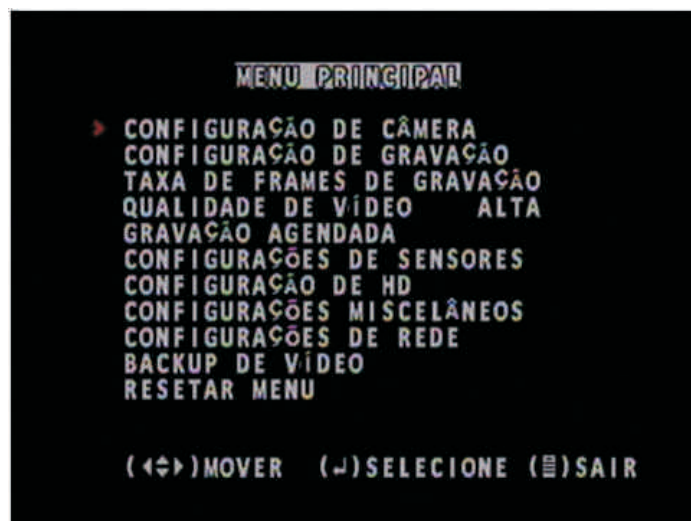 MENU PRINCIPAL
CONFIGURAÇÃO DE CÂMERA
CONFIGURAÇÃO DE GRAVAÇÃO
TAXA DE FRAMES DE GRAVAÇÃO
QUALIDADE DE VÍDEO ALTA
GRAVAÇÃO AGENDADA
CONFIGURAÇÕES DE SENSORES
CONFIGURAÇÃO DE HD
CONFIGURAÇÕES MISCELÂNEOS
CONFIGURAÇÕES DE REDE
BACKUP DE VÍDEO
RESETAR MENU
(◀▲▼▶)MOVER (↵)SELECIONE (▤)SAIR